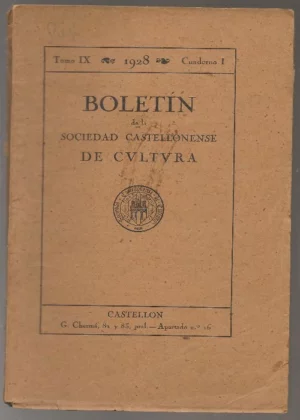 Tomo IX 1928 Cuaderno I
BOLETÍN
DE LA
SOCIEDAD CASTELLONENSE
DE CVLTVRA
CASTELLON